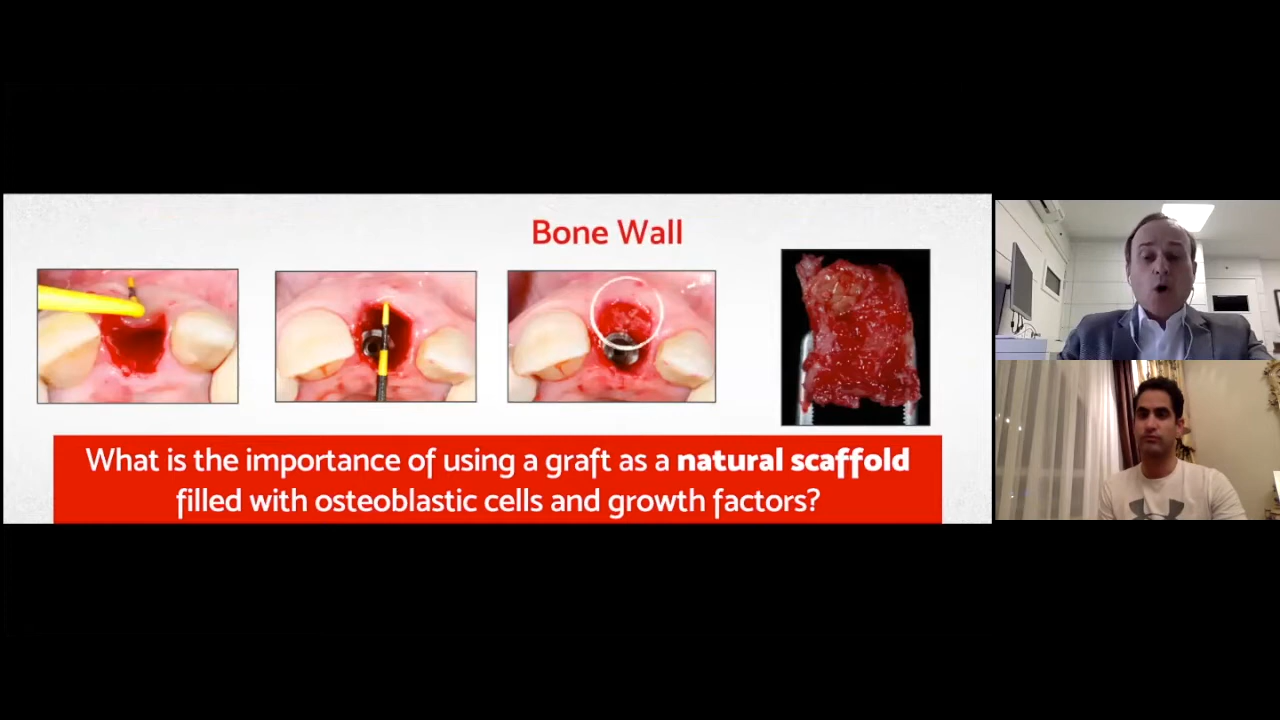 Bone Wall
What is the importance of using a graft as a natural scaffold
filled with osteoblastic cells and growth factors?